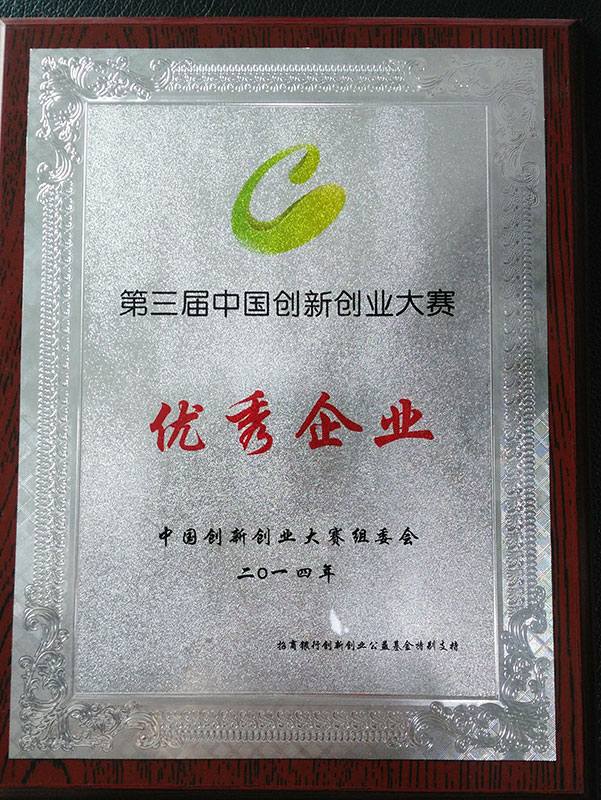 第三届中国创新创业大赛
优秀企业
中国创新创业大赛组委会
二〇一四年
招商银行创新创业公益基金特别支持